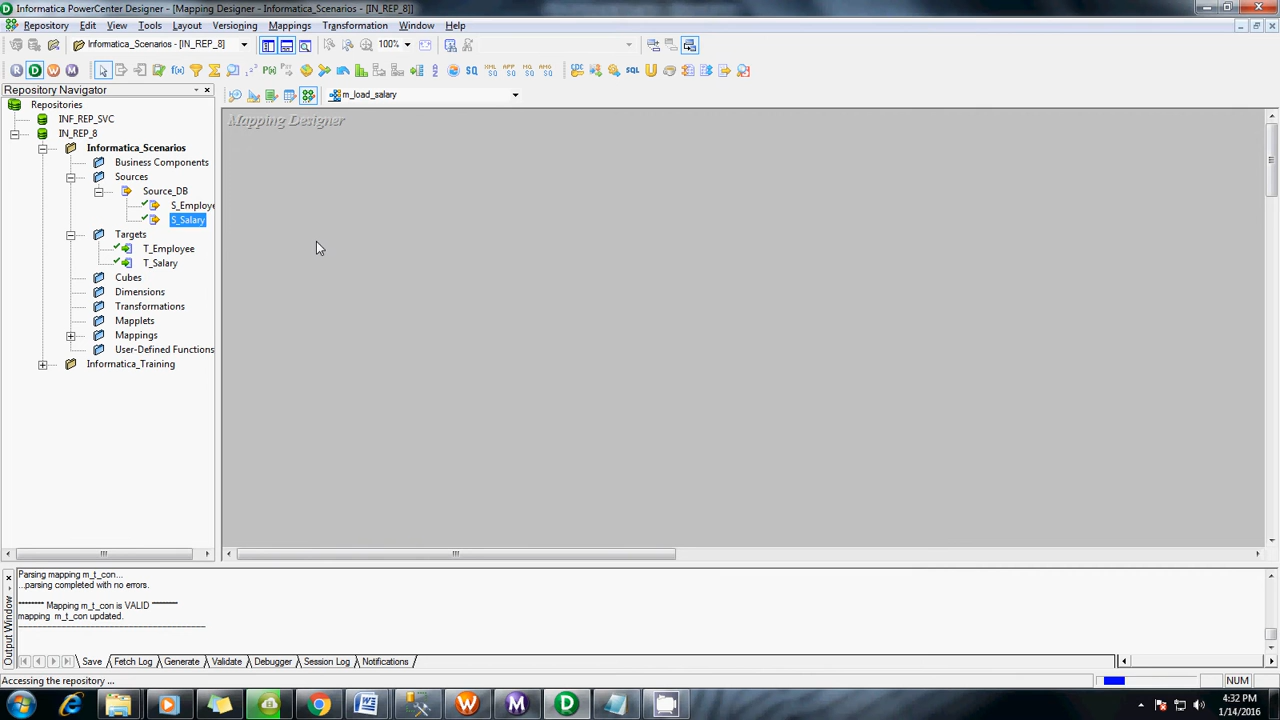 Informatica PowerCenter Designer - [Mapping Designer - Informatica_Scenarios - [IN_REP_8]]
Repository Edit View Tools Layout Versioning Mappings Transformation Window Help
Informatica_Scenarios - [IN_REP_8] 100%
Repository Navigator
m_load_salary
Mapping Designer
Repositories
INF_REP_SVC
IN_REP_8
Informatica_Scenarios
Business Components
Sources
Source_DB
S_Employe
S_Salary
Targets
T_Employee
T_Salary
Cubes
Dimensions
Transformations
Mapplets
Mappings
User-Defined Functions
Informatica_Training
Output Window
Parsing mapping m_t_con...
...parsing completed with no errors.
******** Mapping m_t_con is VALID ********
mapping m_t_con updated.
Save Fetch Log Generate Validate Debugger Session Log Notifications
Accessing the repository ...
NUM
4:32 PM
1/14/2016